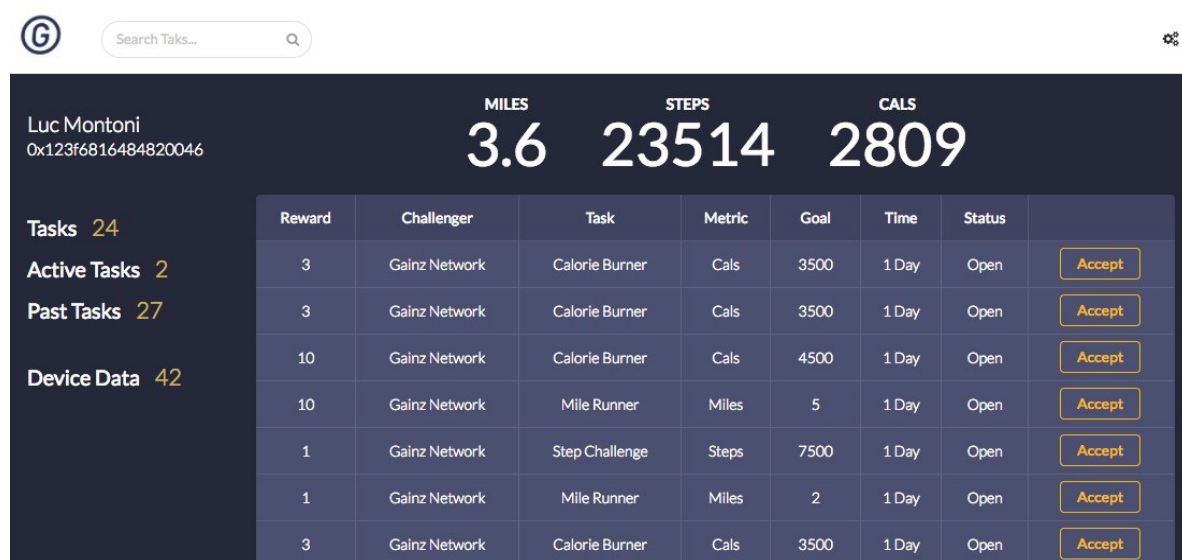 G
Search Taks...
Luc Montoni
0x123f6816484820046
MILES STEPS CALS
3.6 23514 2809
Tasks 24
Active Tasks 2
Past Tasks 27
Device Data 42
Reward Challenger Task Metric Goal Time Status
3 Gainz Network Calorie Burner Cals 3500 1 Day Open Accept
3 Gainz Network Calorie Burner Cals 3500 1 Day Open Accept
10 Gainz Network Calorie Burner Cals 4500 1 Day Open Accept
10 Gainz Network Mile Runner Miles 5 1 Day Open Accept
1 Gainz Network Step Challenge Steps 7500 1 Day Open Accept
1 Gainz Network Mile Runner Miles 2 1 Day Open Accept
3 Gainz Network Calorie Burner Cals 3500 1 Day Open Accept